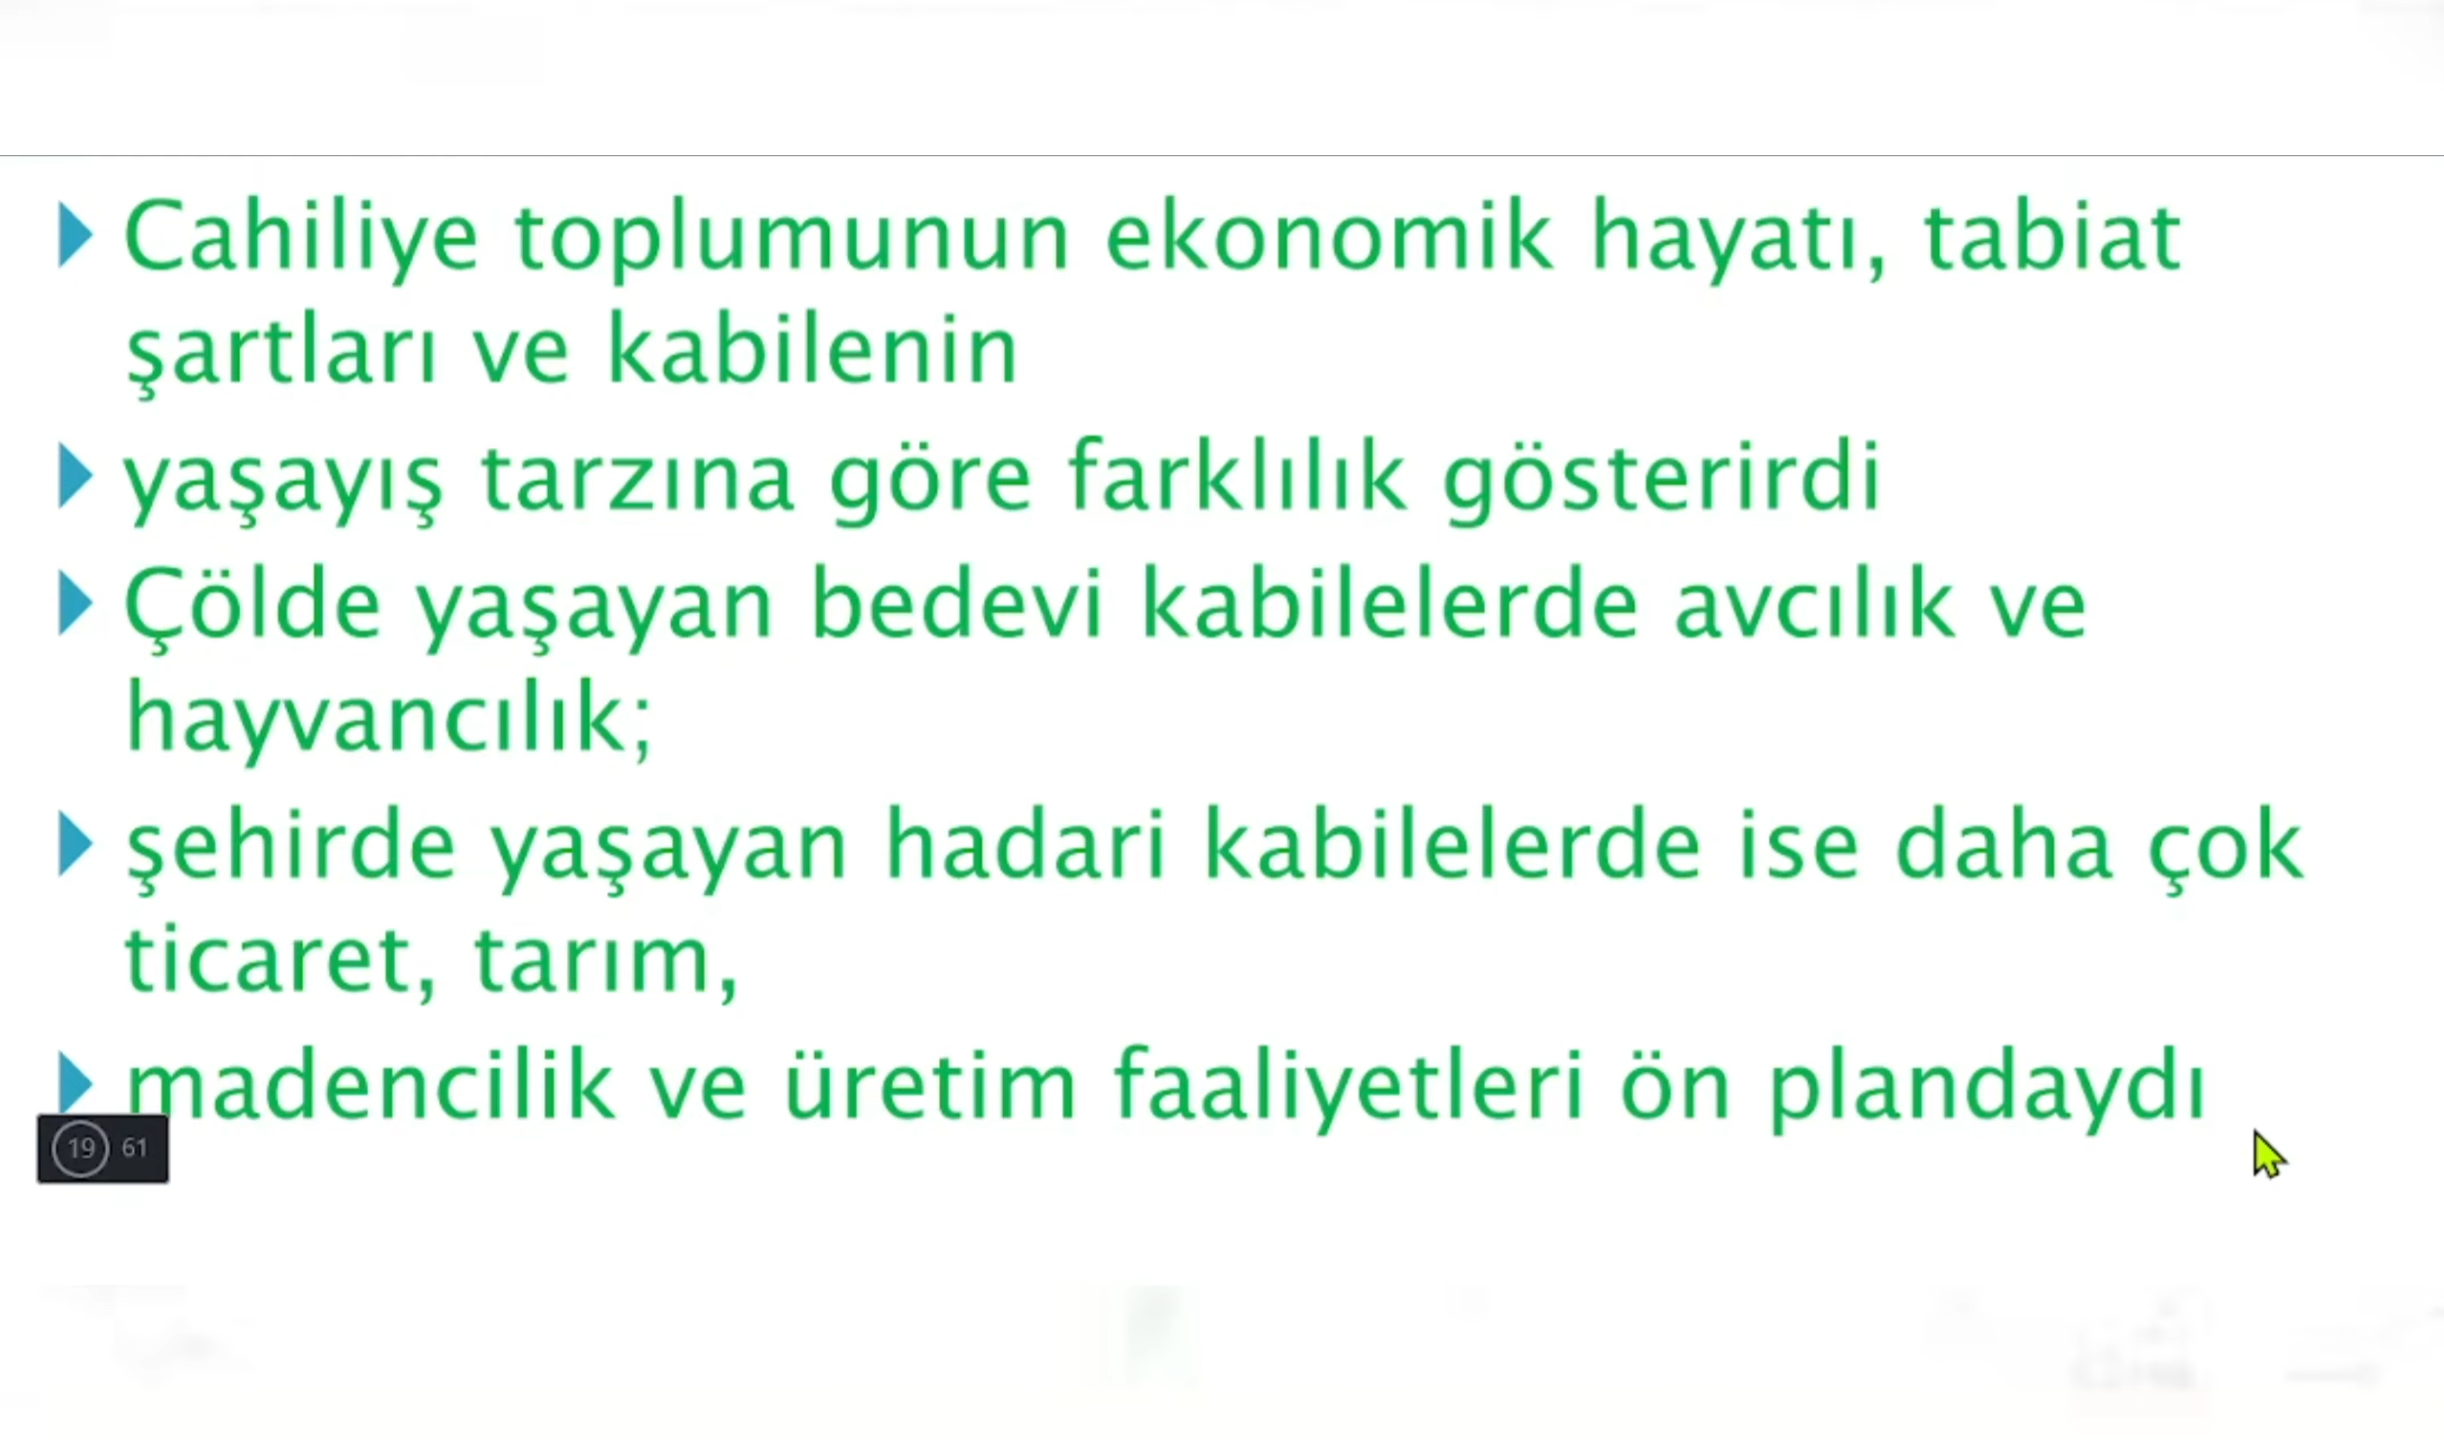 Cahiliye toplumunun ekonomik hayatı, tabiat
şartları ve kabilenin
yaşayış tarzına göre farklılık gösterirdi
Çölde yaşayan bedevi kabilelerde avcılık ve
hayvancılık;
şehirde yaşayan hadari kabilelerde ise daha çok
ticaret, tarım,
madencilik ve üretim faaliyetleri ön plandaydı
19 61